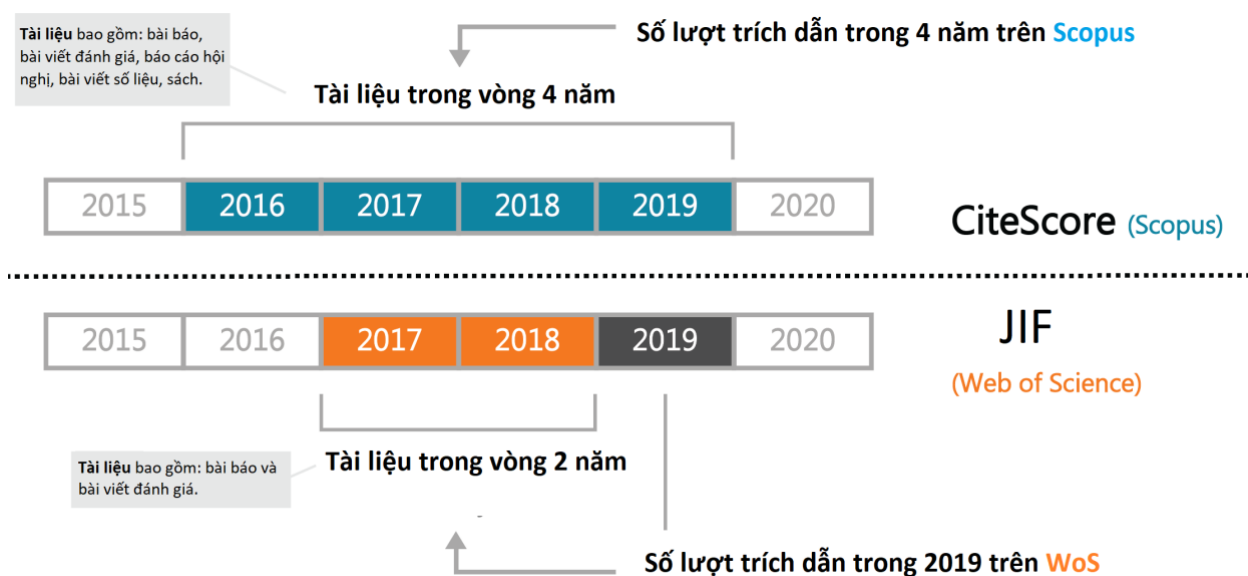 Tài liệu bao gồm: bài báo,
bài viết đánh giá, báo cáo hội
nghị, bài viết số liệu, sách.
Số lượt trích dẫn trong 4 năm trên Scopus
Tài liệu trong vòng 4 năm
2015 2016 2017 2018 2019 2020
CiteScore (Scopus)
2015 2016 2017 2018 2019 2020
JIF
(Web of Science)
Tài liệu trong vòng 2 năm
Tài liệu bao gồm: bài báo và
bài viết đánh giá.
Số lượt trích dẫn trong 2019 trên WoS